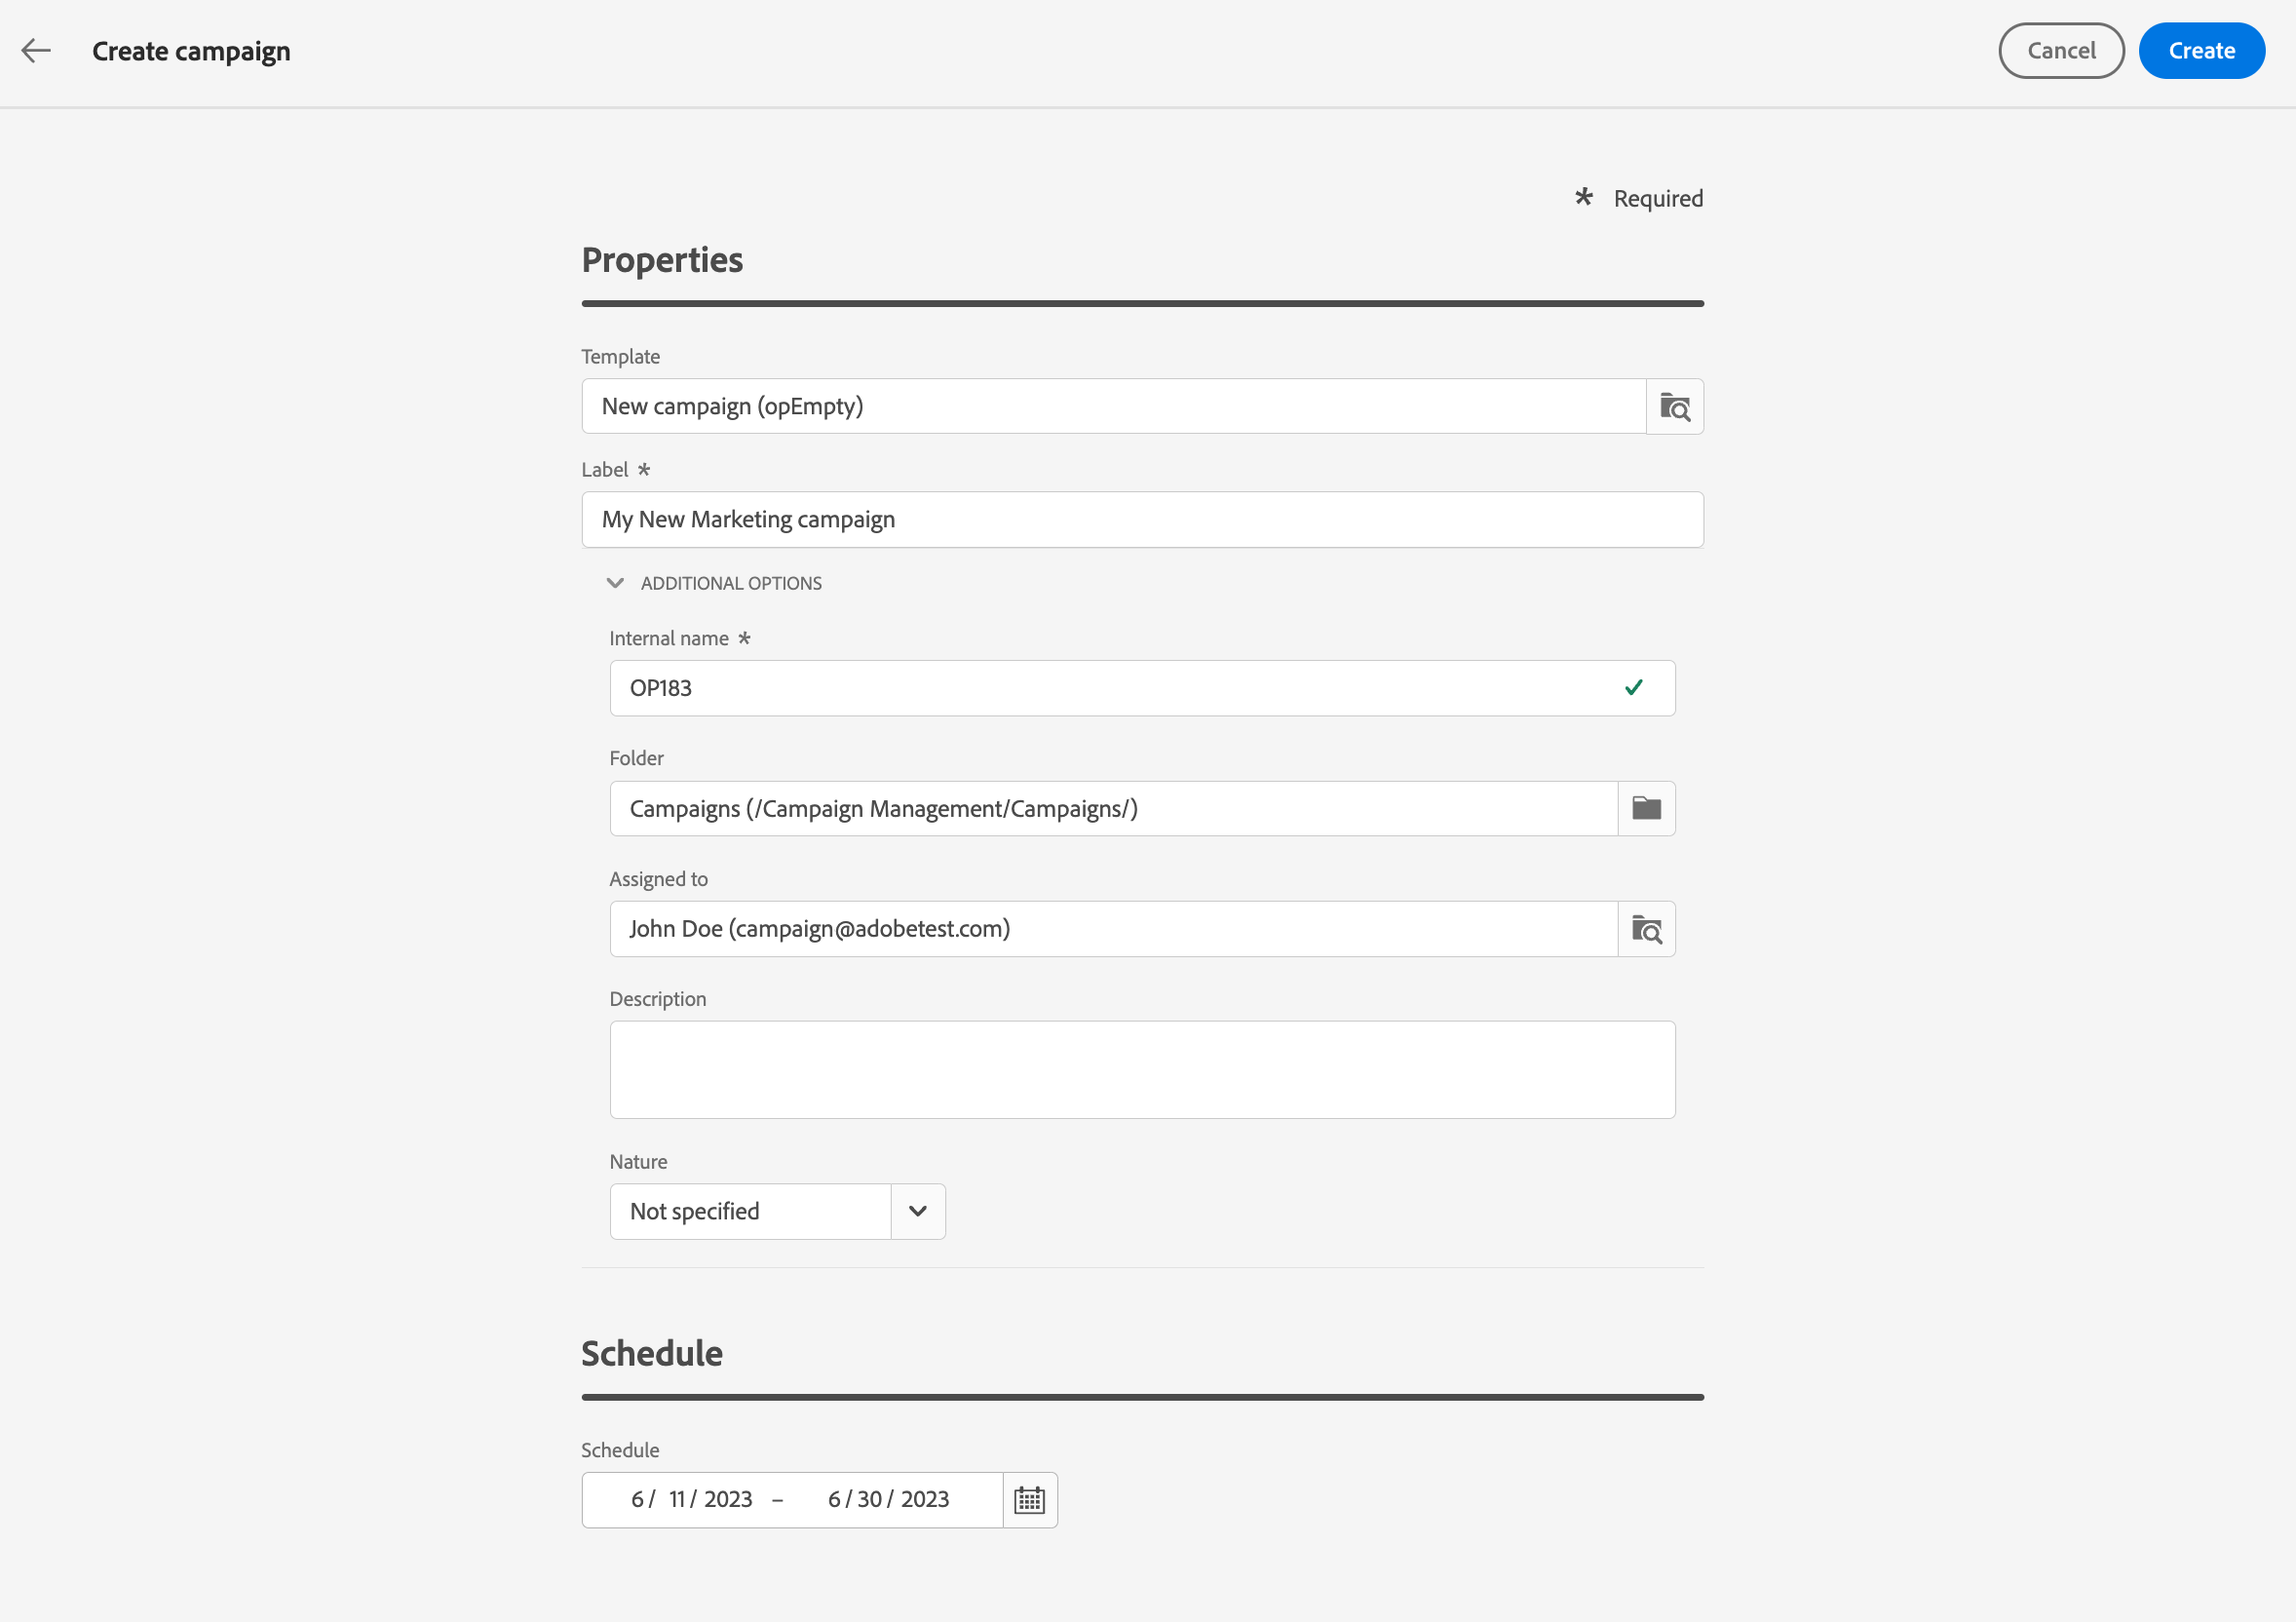 Create campaign
Cancel
Create
* Required
Properties
Template
New campaign (opEmpty)
Label *
My New Marketing campaign
ADDITIONAL OPTIONS
Internal name *
OP183
Folder
Campaigns (/Campaign Management/Campaigns/)
Assigned to
John Doe (campaign@adobetest.com)
Description
Nature
Not specified
Schedule
Schedule
6 / 11 / 2023 – 6 / 30 / 2023